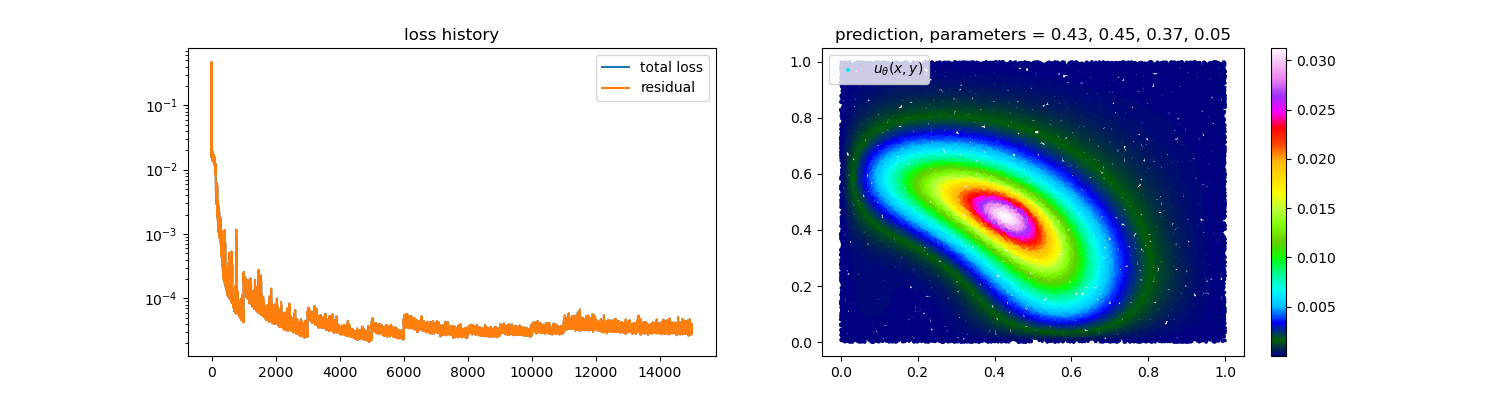 loss history
total loss
residual
10⁻¹
10⁻²
10⁻³
10⁻⁴
0 2000 4000 6000 8000 10000 12000 14000
prediction, parameters = 0.43, 0.45, 0.37, 0.05
u_θ(x, y)
1.0
0.8
0.6
0.4
0.2
0.0
0.0 0.2 0.4 0.6 0.8 1.0
0.030
0.025
0.020
0.015
0.010
0.005